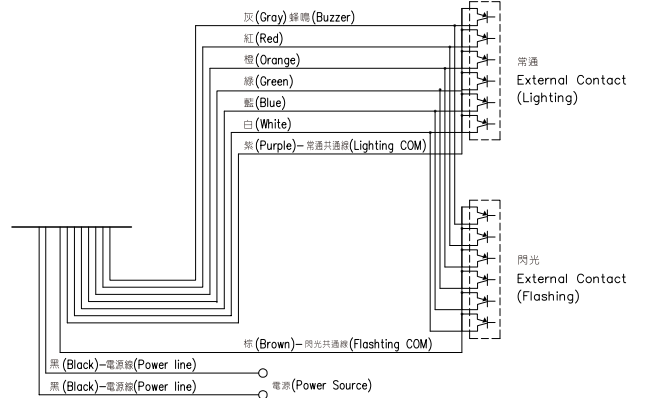 灰(Gray)蜂鳴(Buzzer)
紅(Red)
橙(Orange)
綠(Green)
藍(Blue)
白(White)
紫(Purple)–常通共通線(Lighting COM)
常通
External Contact
(Lighting)
閃光
External Contact
(Flashing)
棕(Brown)–閃光共通線(Flashting COM)
黑(Black)–電源線(Power line)
黑(Black)–電源線(Power line)
電源(Power Source)